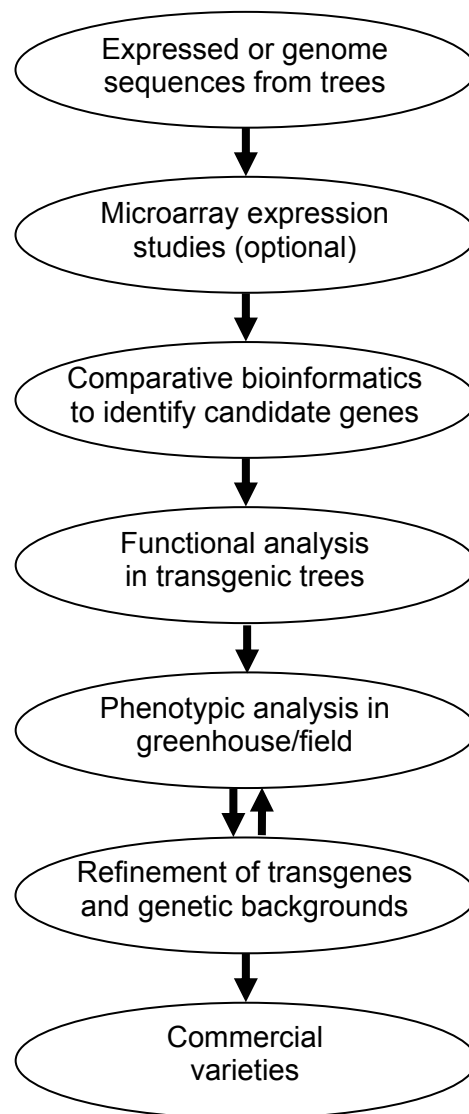 Expressed or genome
sequences from trees
Microarray expression
studies (optional)
Comparative bioinformatics
to identify candidate genes
Functional analysis
in transgenic trees
Phenotypic analysis in
greenhouse/field
Refinement of transgenes
and genetic backgrounds
Commercial
varieties